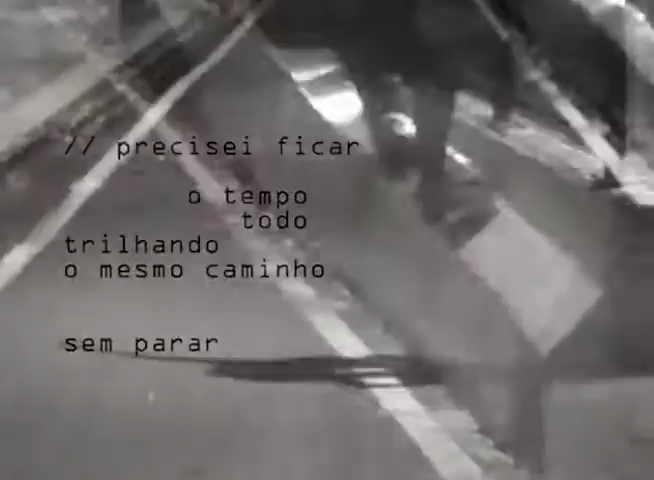 // precisei ficar
o tempo
todo
trilhando
o mesmo caminho
sem parar